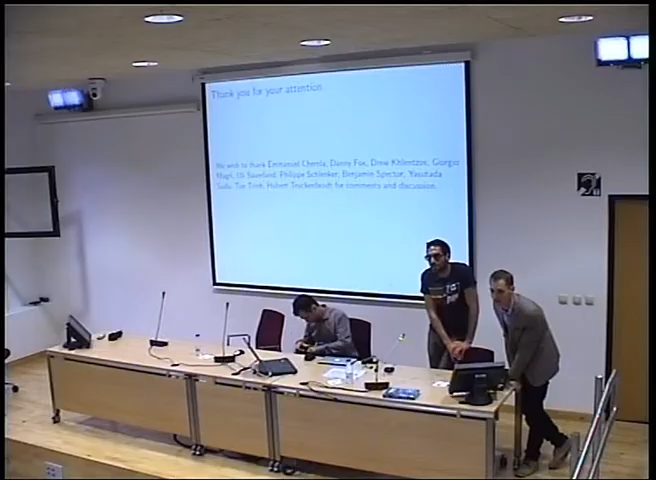 Thank you for your attention
We wish to thank Emmanuel Chemla, Danny Fox, Drew Khlentzos, Giorgio
Magri, Uli Sauerland, Philippe Schlenker, Benjamin Spector, Yasutada
Sudo, Tue Trinh, Hubert Truckenbrodt for comments and discussion.